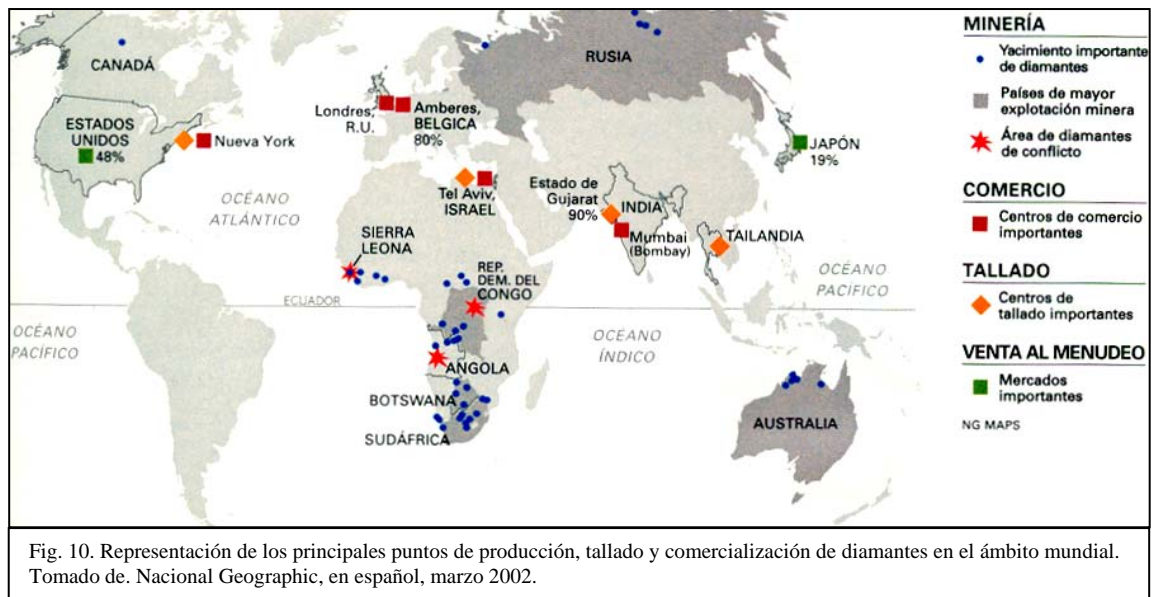 CANADÁ
RUSIA
Londres,
R.U.
Amberes,
BELGICA
80%
ESTADOS
UNIDOS
48%
Nueva York
JAPÓN
19%
OCÉANO
ATLÁNTICO
Tel Aviv,
ISRAEL
Estado de
Gujarat
90%
INDIA
Mumbai
(Bombay)
TAILANDIA
SIERRA
LEONA
REP.
DEM. DEL
CONGO
ECUADOR
OCÉANO
PACÍFICO
OCÉANO
PACÍFICO
OCÉANO
ÍNDICO
ANGOLA
BOTSWANA
SUDÁFRICA
AUSTRALIA
MINERÍA
Yacimiento importante
de diamantes
Países de mayor
explotación minera
Área de diamantes
de conflicto
COMERCIO
Centros de comercio
importantes
TALLADO
Centros de
tallado importantes
VENTA AL MENUDEO
Mercados
importantes
NG MAPS
Fig. 10. Representación de los principales puntos de producción, tallado y comercialización de diamantes en el ámbito mundial.
Tomado de. Nacional Geographic, en español, marzo 2002.